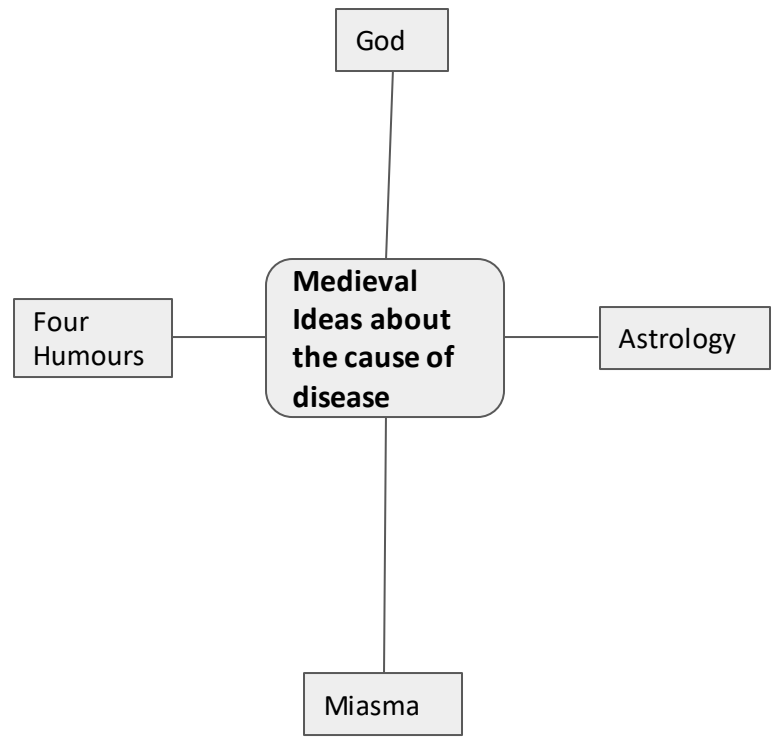 God
Medieval
Ideas about
the cause of
disease
Four
Humours
Astrology
Miasma